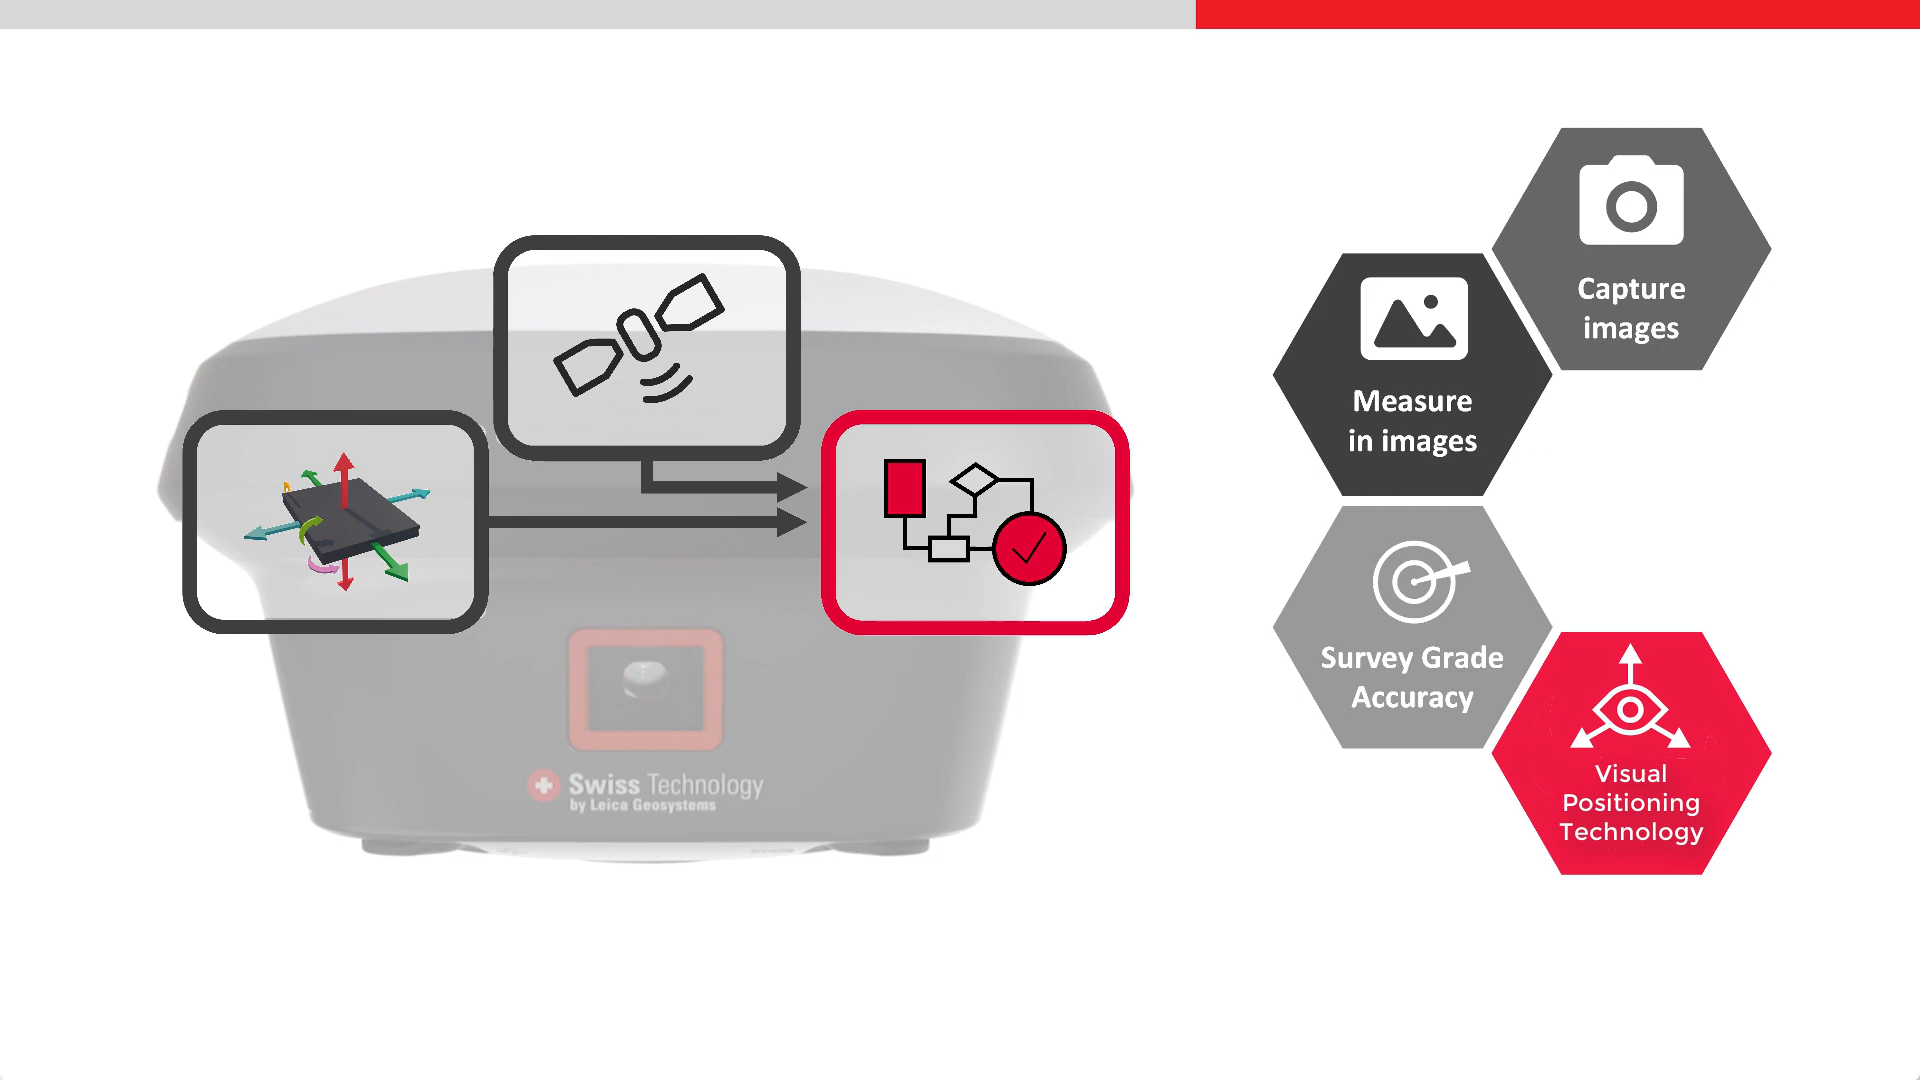 Capture
images
Measure
in images
Survey Grade
Accuracy
Visual
Positioning
Technology
Swiss Technology
by Leica Geosystems